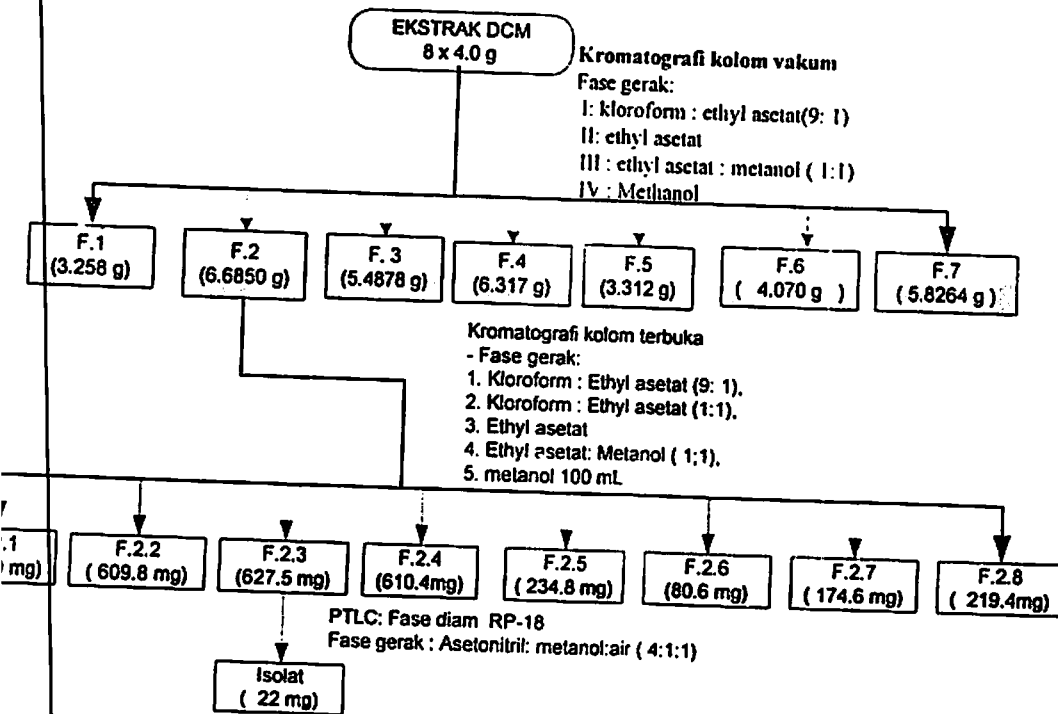 EKSTRAK DCM
8 x 4.0 g
Kromatografi kolom vakum
Fase gerak:
I: kloroform : ethyl asetat(9: 1)
II: ethyl asetat
III : ethyl asetat : metanol ( 1:1)
IV : Methanol
F.1
(3.258 g)
F.2
(6.6850 g)
F. 3
(5.4878 g)
F.4
(6.317 g)
F.5
(3.312 g)
F.6
( 4.070 g )
F.7
( 5.8264 g )
Kromatografi kolom terbuka
- Fase gerak:
1. Kloroform : Ethyl asetat (9: 1),
2. Kloroform : Ethyl asetat (1:1),
3. Ethyl asetat
4. Ethyl asetat: Metanol ( 1;1),
5. metanol 100 mL
.1
mg)
F.2.2
( 609.8 mg)
F.2.3
(627.5 mg)
F.2.4
(610.4mg)
F.2.5
( 234.8 mg)
F.2.6
(80.6 mg)
F.2.7
( 174.6 mg)
F.2.8
( 219.4mg)
PTLC: Fase diam RP-18
Fase gerak : Asetonitril: metanol:air ( 4:1:1)
Isolat
( 22 mg)